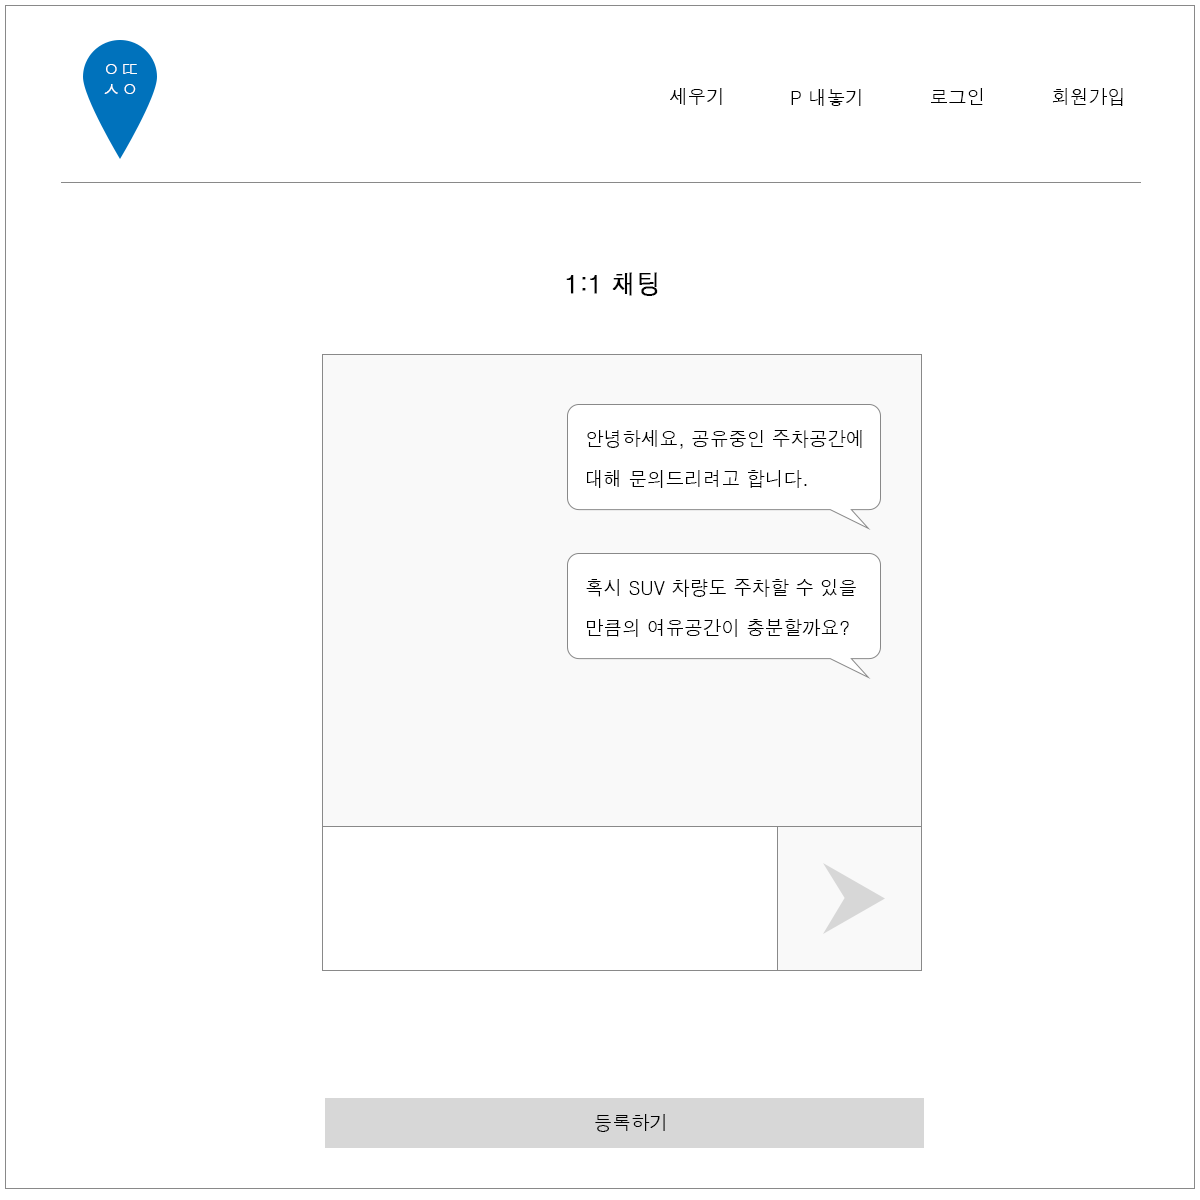 ㅇㄸ
ㅅㅇ
세우기 P 내놓기 로그인 회원가입
1:1 채팅
안녕하세요, 공유중인 주차공간에
대해 문의드리려고 합니다.
혹시 SUV 차량도 주차할 수 있을
만큼의 여유공간이 충분할까요?
등록하기